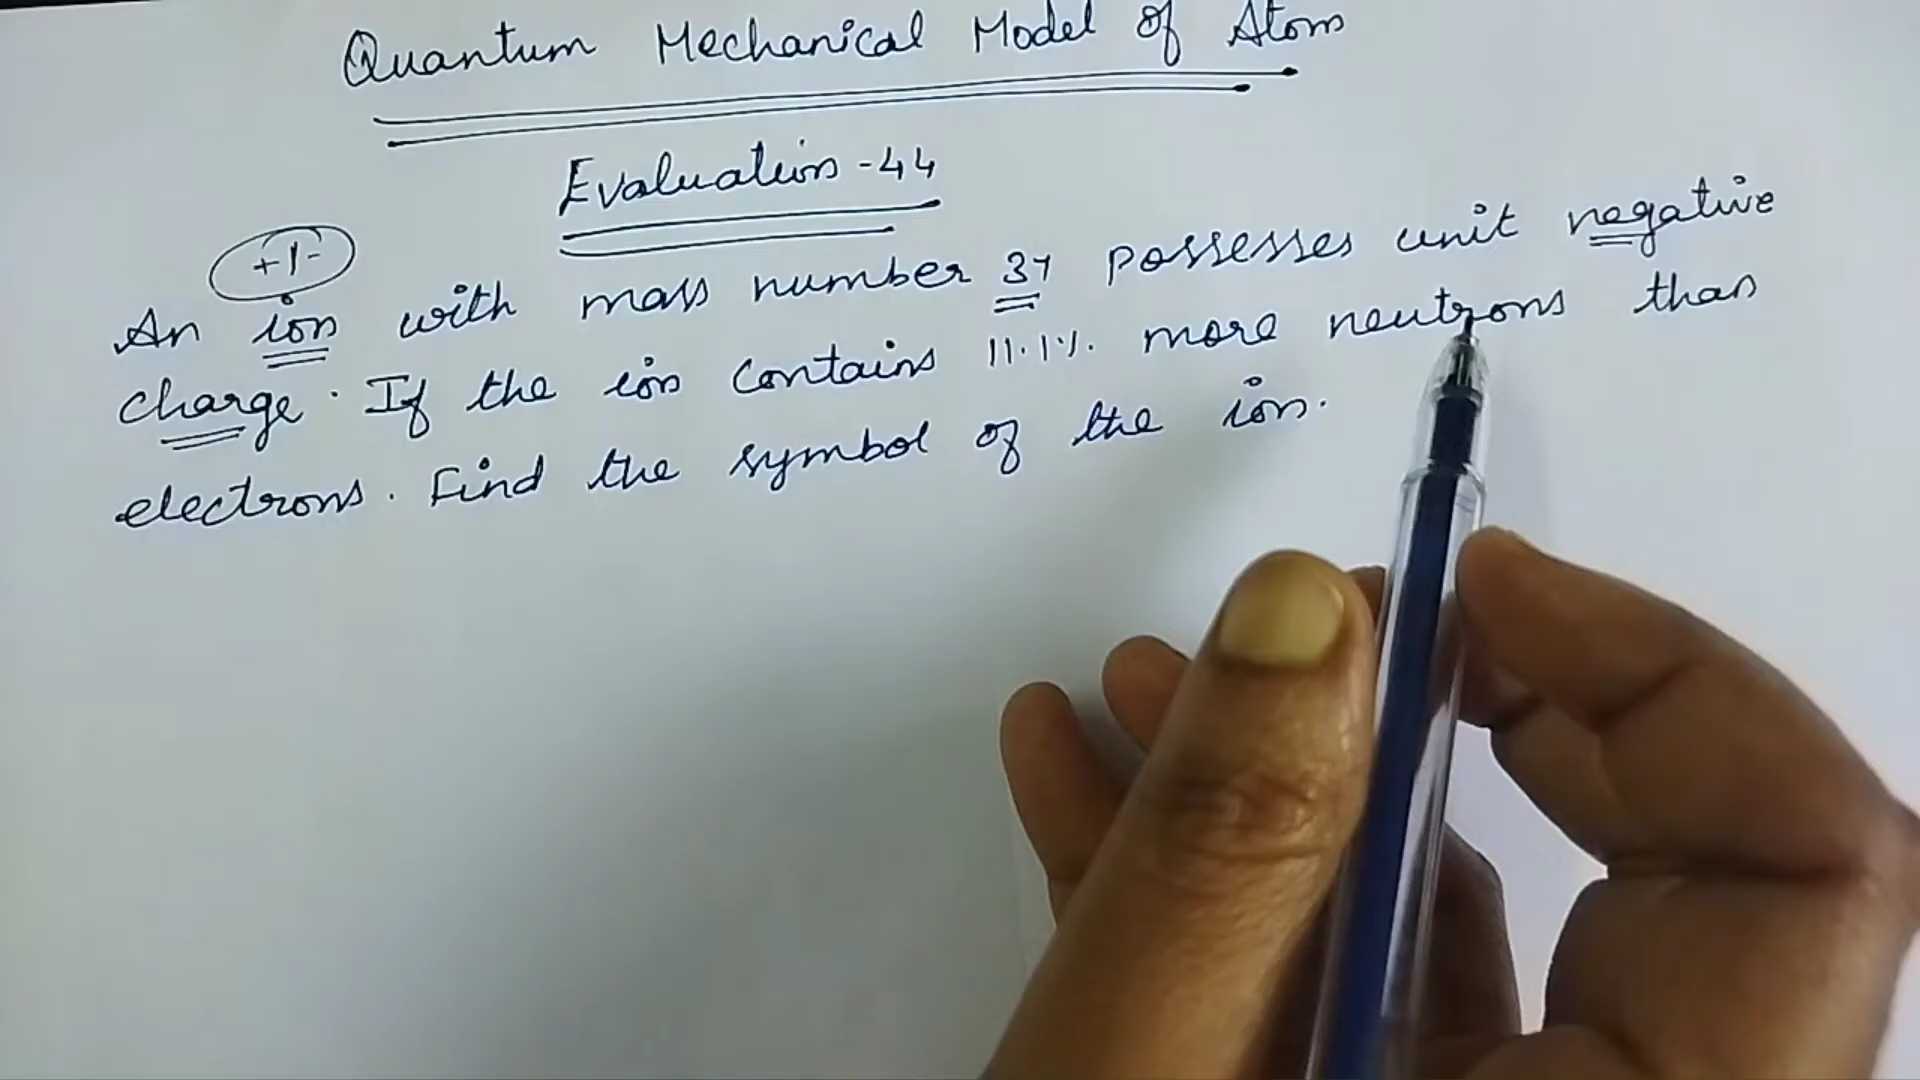 Quantum Mechanical Model of Atom
Evaluation-44
+/-
An ion with mass number 37 possesses unit negative
charge. If the ion contains 11.1% more neutrons than
electrons. Find the symbol of the ion.